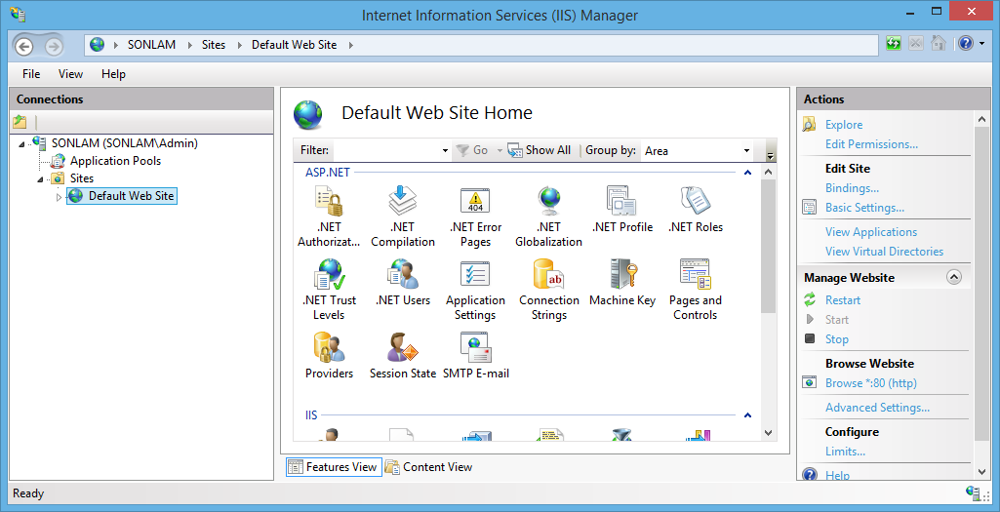 Internet Information Services (IIS) Manager
SONLAM Sites Default Web Site
File View Help
Connections
SONLAM (SONLAM\Admin)
Application Pools
Sites
Default Web Site
Default Web Site Home
Filter: Go Show All Group by: Area
ASP.NET
.NET Authorizat...
.NET Compilation
.NET Error Pages
404
.NET Globalization
.NET Profile
.NET Roles
.NET Trust Levels
.NET Users
Application Settings
Connection Strings
ab
Machine Key
Pages and Controls
Providers
Session State
SMTP E-mail
IIS
Features View Content View
Actions
Explore
Edit Permissions...
Edit Site
Bindings...
Basic Settings...
View Applications
View Virtual Directories
Manage Website
Restart
Start
Stop
Browse Website
Browse *:80 (http)
Advanced Settings...
Configure
Limits...
Help
Ready